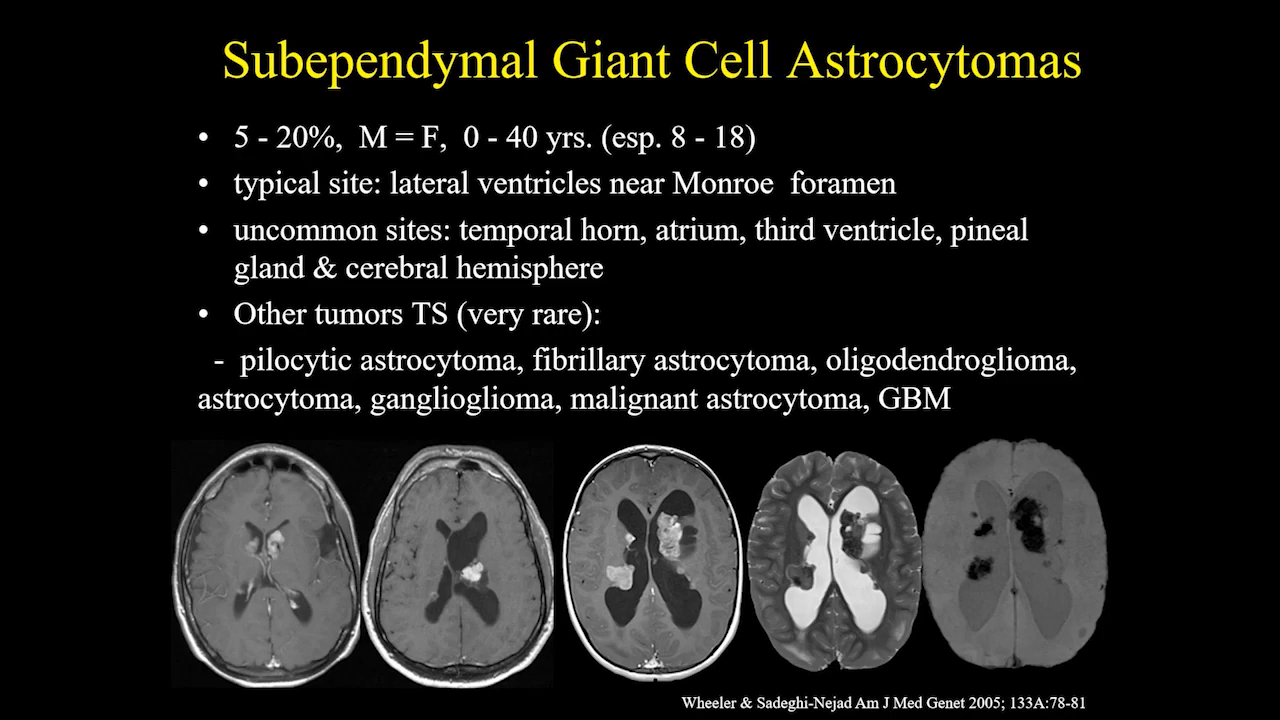 Subependymal Giant Cell Astrocytomas
• 5 - 20%, M = F, 0 - 40 yrs. (esp. 8 - 18)
• typical site: lateral ventricles near Monroe foramen
• uncommon sites: temporal horn, atrium, third ventricle, pineal
gland & cerebral hemisphere
• Other tumors TS (very rare):
- pilocytic astrocytoma, fibrillary astrocytoma, oligodendroglioma,
astrocytoma, ganglioglioma, malignant astrocytoma, GBM
Wheeler & Sadeghi-Nejad Am J Med Genet 2005; 133A:78-81